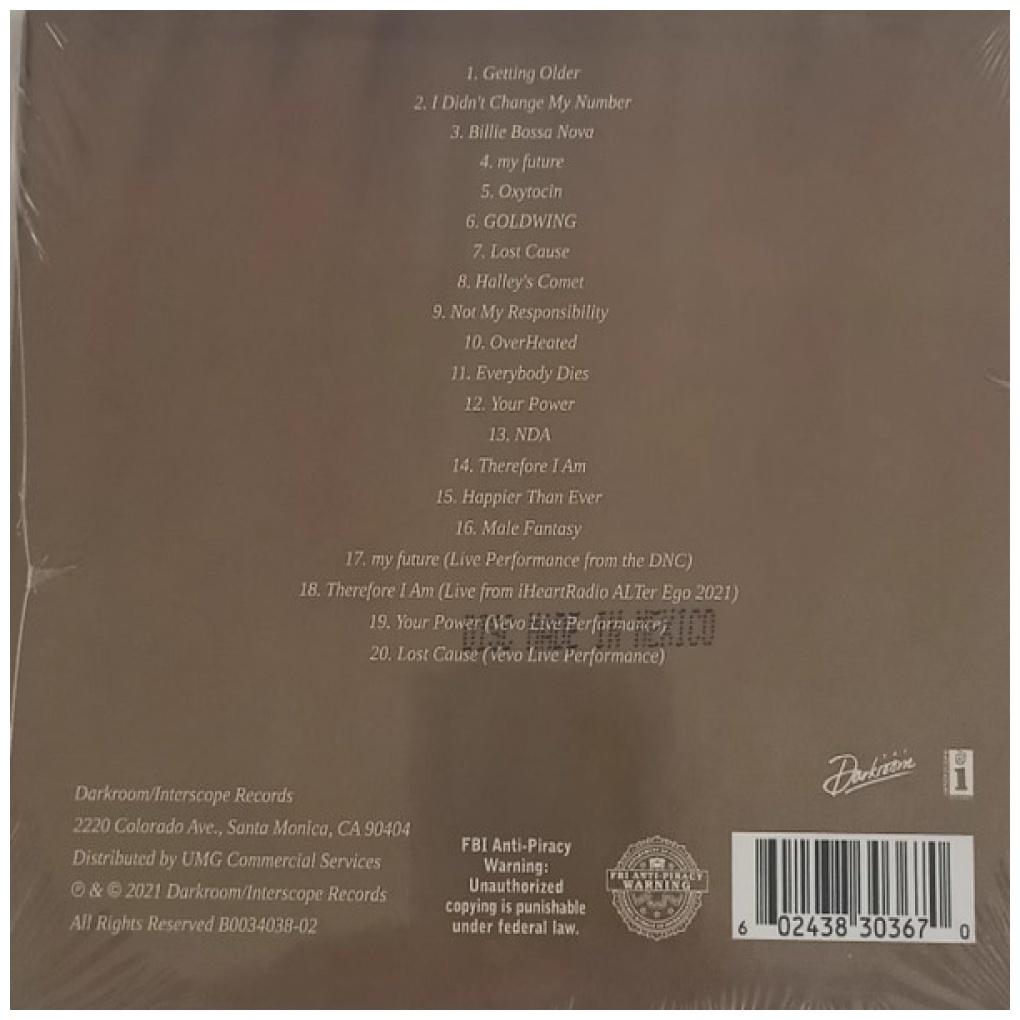 1. Getting Older
2. I Didn't Change My Number
3. Billie Bossa Nova
4. my future
5. Oxytocin
6. GOLDWING
7. Lost Cause
8. Halley's Comet
9. Not My Responsibility
10. OverHeated
11. Everybody Dies
12. Your Power
13. NDA
14. Therefore I Am
15. Happier Than Ever
16. Male Fantasy
17. my future (Live Performance from the DNC)
18. Therefore I Am (Live from iHeartRadio ALTer Ego 2021)
19. Your Power (Vevo Live Performance)
DISC MADE IN MEXICO
20. Lost Cause (Vevo Live Performance)
Darkroom
i
Darkroom/Interscope Records
2220 Colorado Ave., Santa Monica, CA 90404
Distributed by UMG Commercial Services
℗ & © 2021 Darkroom/Interscope Records
All Rights Reserved B0034038-02
FBI Anti-Piracy
Warning:
Unauthorized
copying is punishable
under federal law.
FBI ANTI-PIRACY
WARNING
6 02438 30367 0